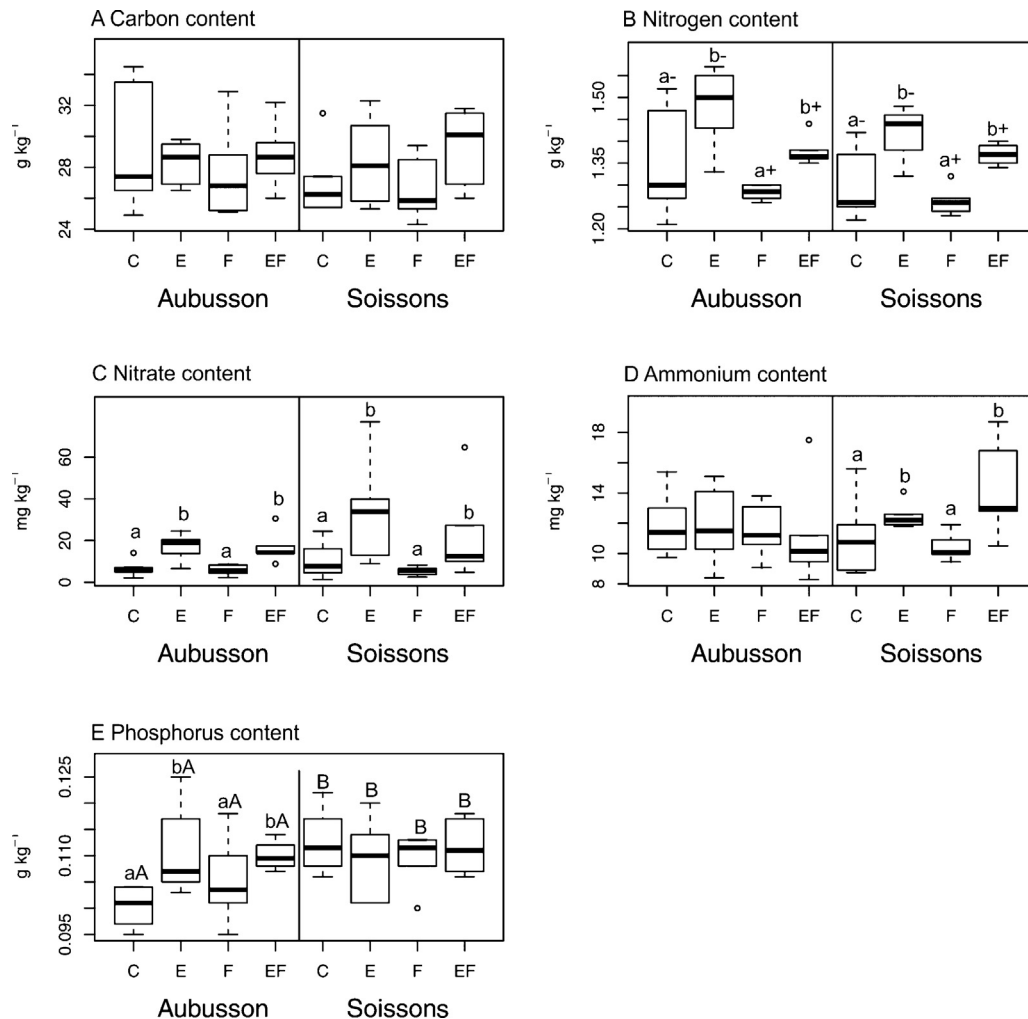 A Carbon content
g kg⁻¹
32
28
24
C E F EF C E F EF
Aubusson Soissons
B Nitrogen content
g kg⁻¹
1.50
1.35
1.20
a- b- a+ b+ a- b- a+ b+
C E F EF C E F EF
Aubusson Soissons
C Nitrate content
mg kg⁻¹
60
40
20
0
a b a b a b a b
C E F EF C E F EF
Aubusson Soissons
D Ammonium content
mg kg⁻¹
18
14
10
8
a b a b
C E F EF C E F EF
Aubusson Soissons
E Phosphorus content
g kg⁻¹
0.125
0.110
0.095
aA bA aA bA B B B B
C E F EF C E F EF
Aubusson Soissons